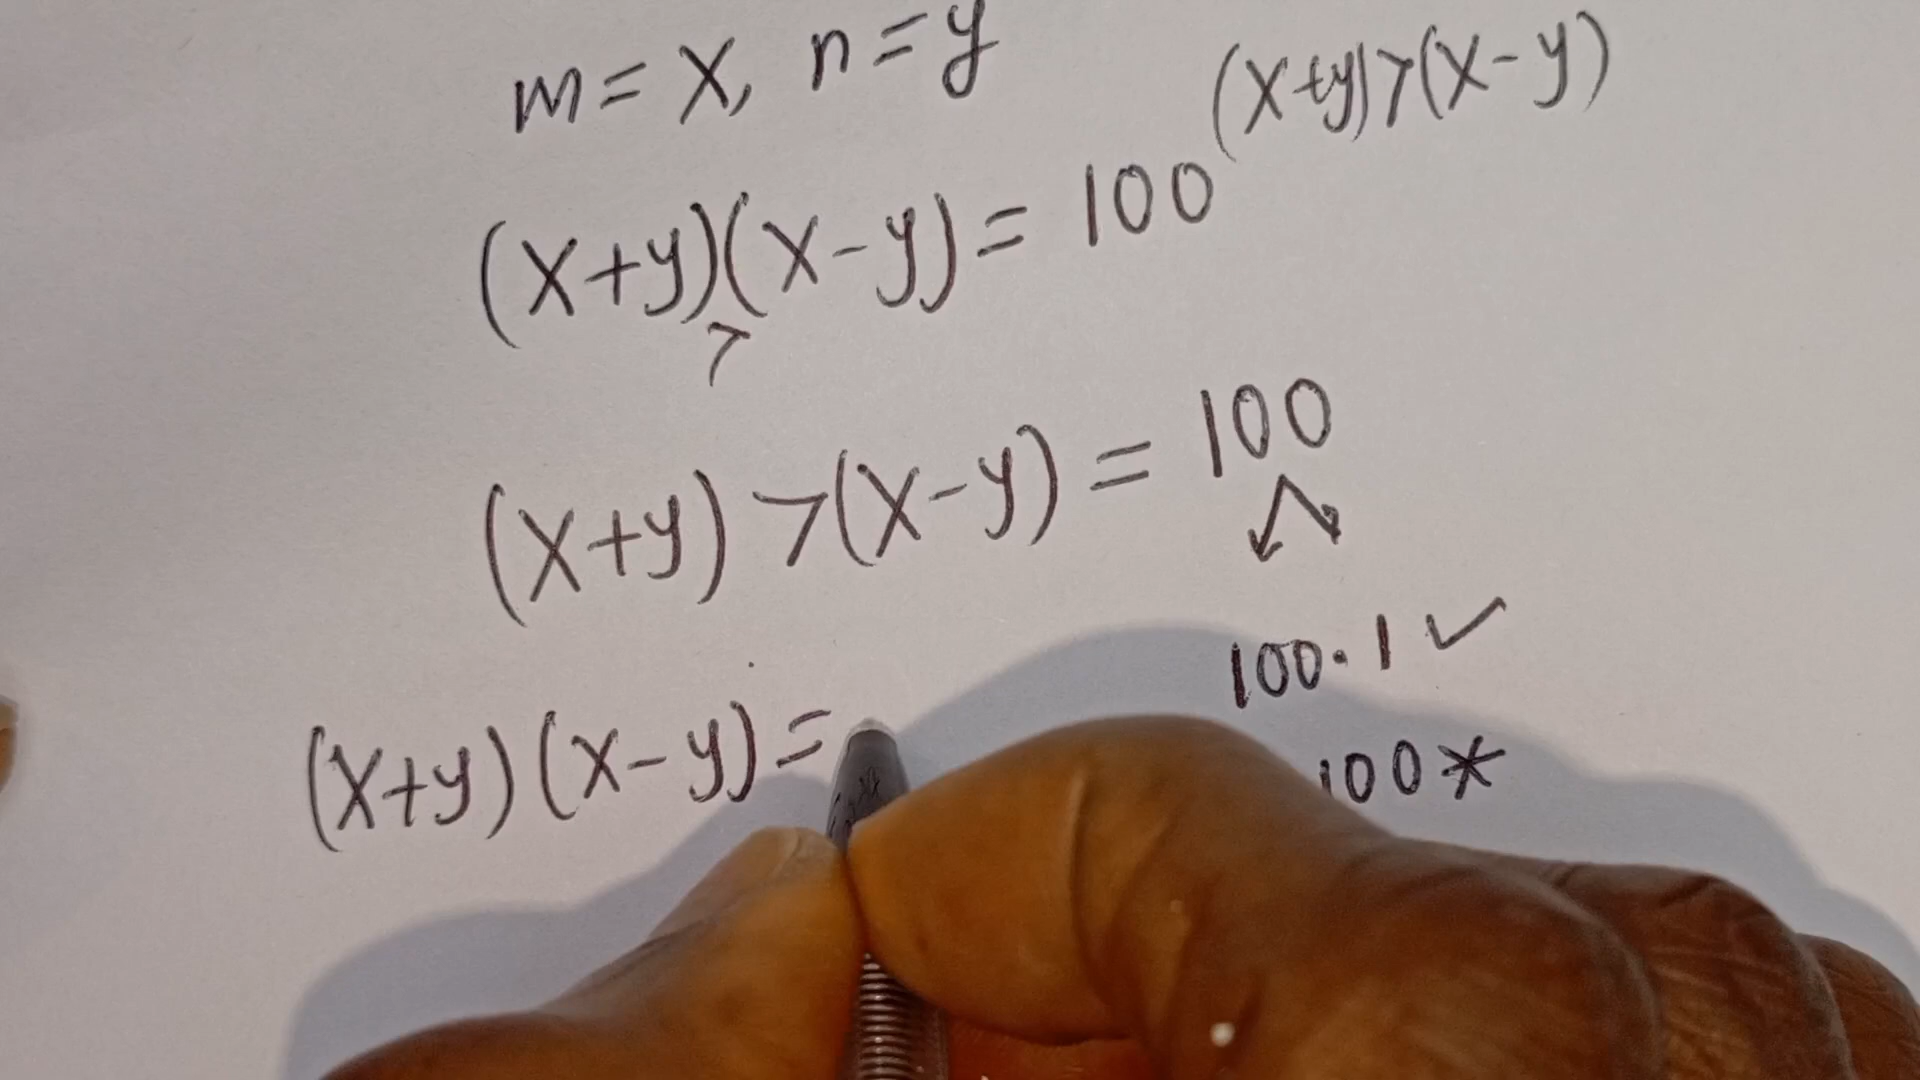 m = x, n = y
(x+y)>(x-y)
(x+y)(x-y) = 100
>
(x+y) >(x-y) = 100
100.1 ✓
(x+y)(x-y) =
100 *